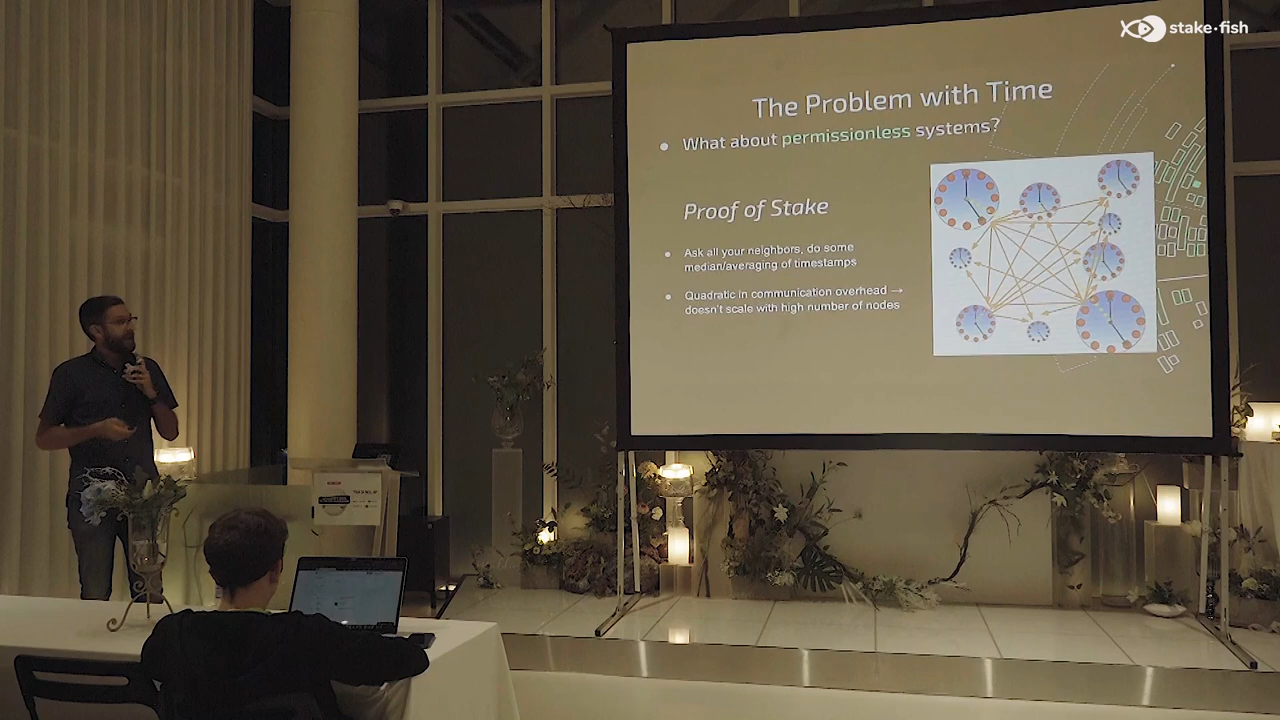 stake·fish
The Problem with Time
● What about permissionless systems?
Proof of Stake
● Ask all your neighbors, do some
median/averaging of timestamps
● Quadratic in communication overhead →
doesn't scale with high number of nodes